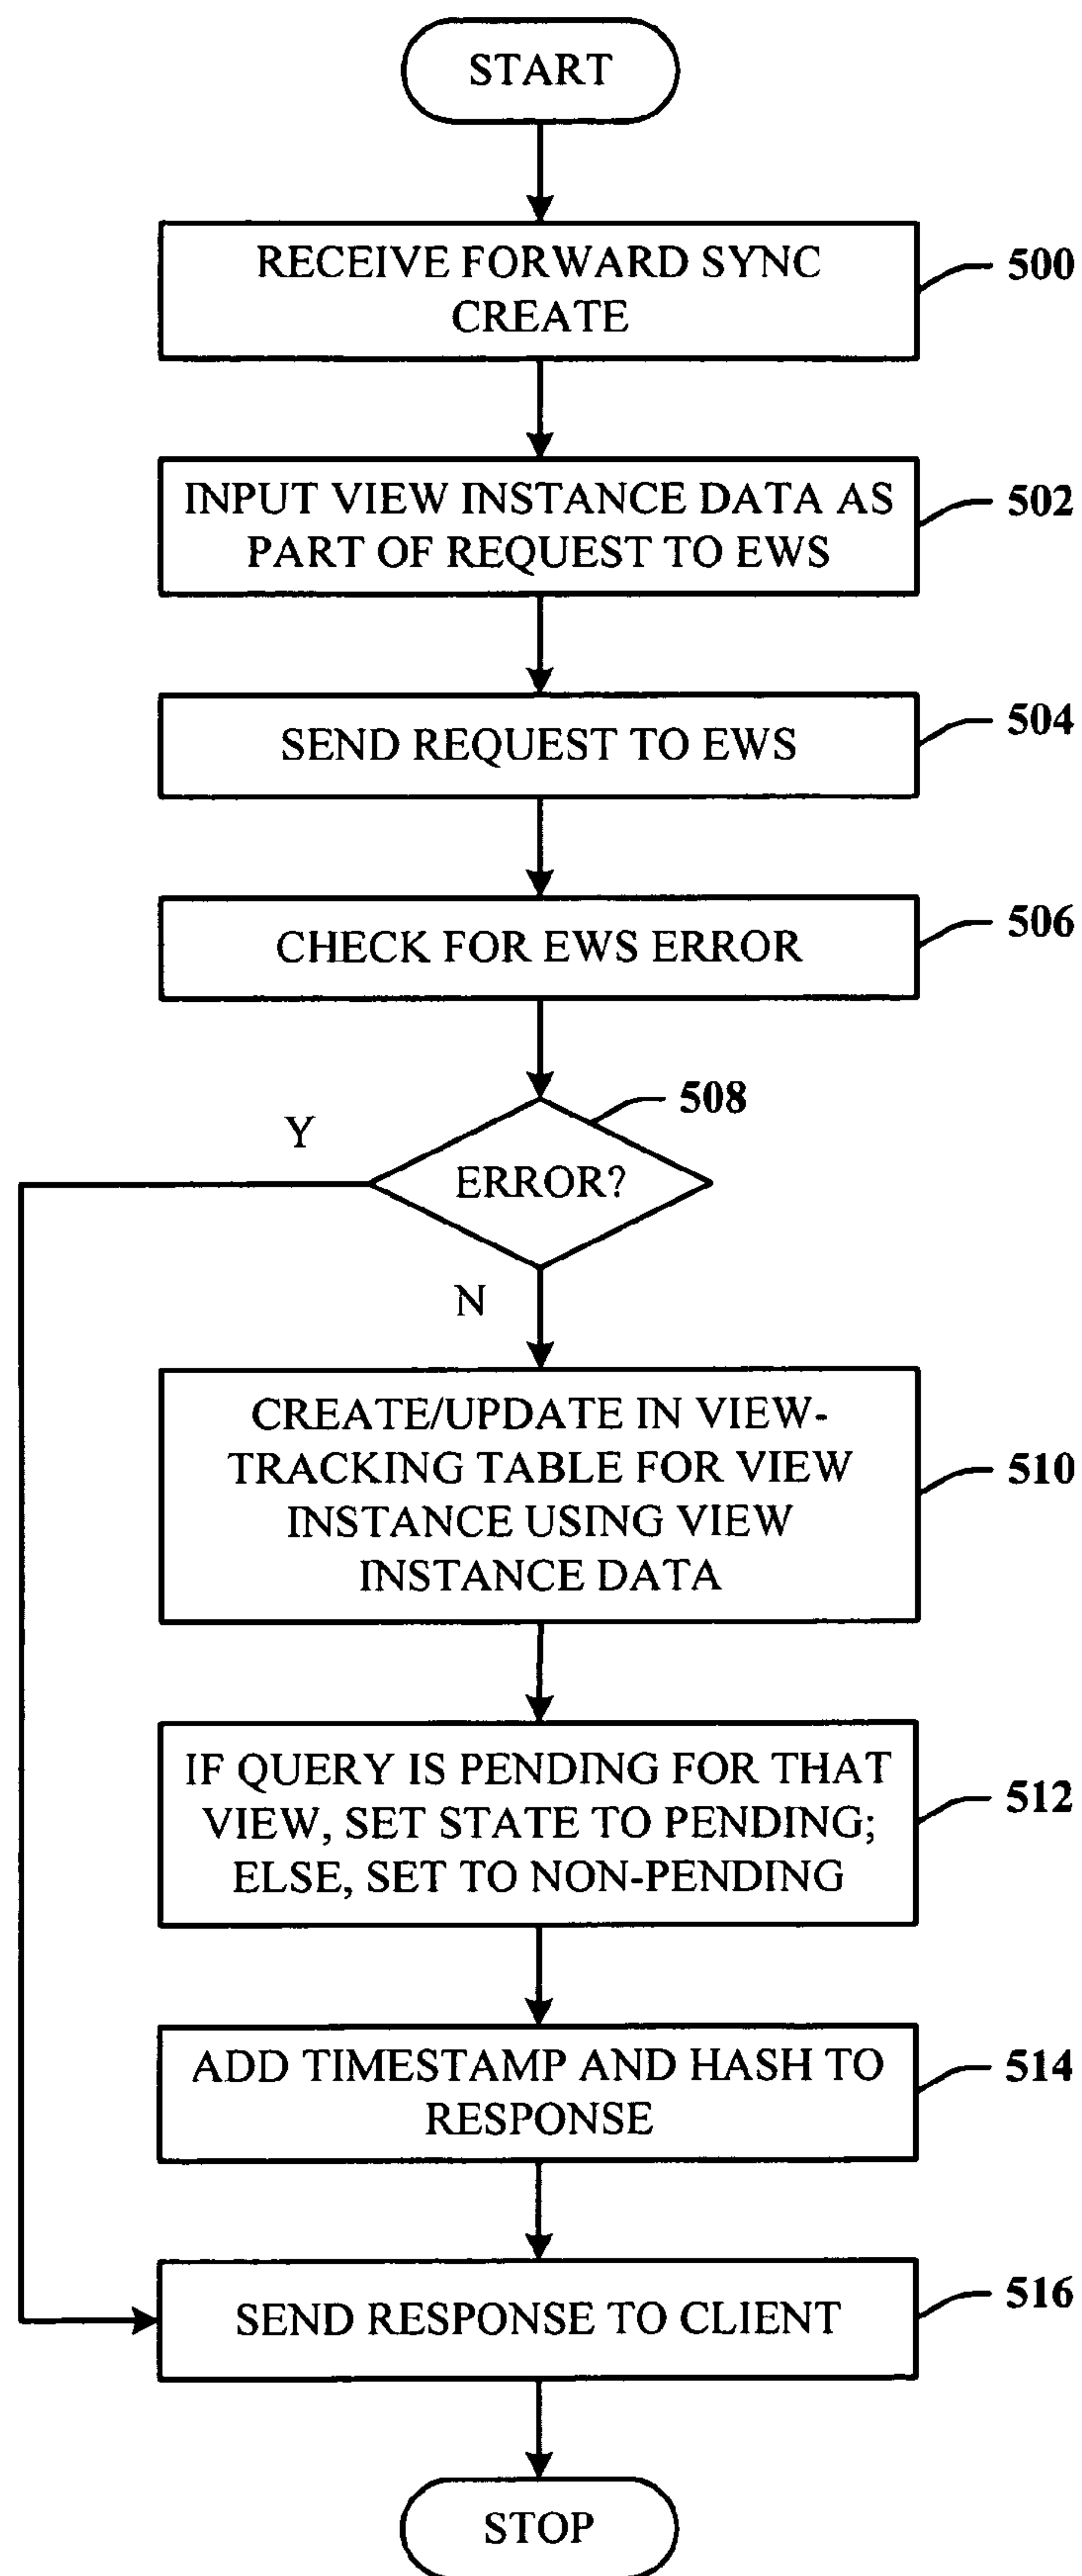 START
RECEIVE FORWARD SYNC
CREATE
500
INPUT VIEW INSTANCE DATA AS
PART OF REQUEST TO EWS
502
SEND REQUEST TO EWS
504
CHECK FOR EWS ERROR
506
508
Y
ERROR?
N
CREATE/UPDATE IN VIEW-
TRACKING TABLE FOR VIEW
INSTANCE USING VIEW
INSTANCE DATA
510
IF QUERY IS PENDING FOR THAT
VIEW, SET STATE TO PENDING;
ELSE, SET TO NON-PENDING
512
ADD TIMESTAMP AND HASH TO
RESPONSE
514
SEND RESPONSE TO CLIENT
516
STOP